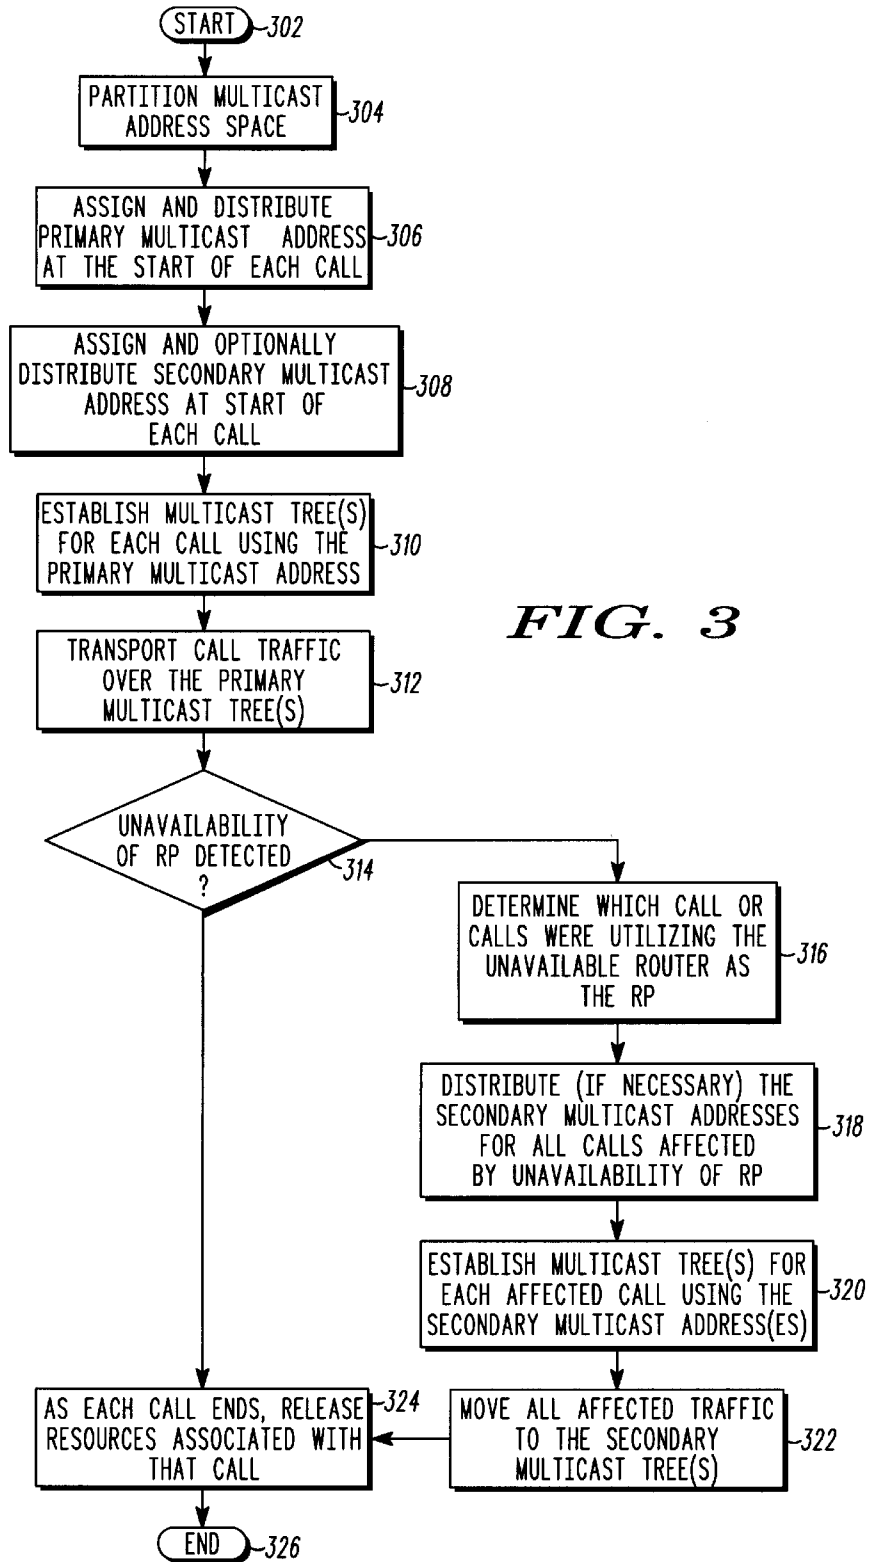 START
302
PARTITION MULTICAST
ADDRESS SPACE
304
ASSIGN AND DISTRIBUTE
PRIMARY MULTICAST ADDRESS
AT THE START OF EACH CALL
306
ASSIGN AND OPTIONALLY
DISTRIBUTE SECONDARY MULTICAST
ADDRESS AT START OF
EACH CALL
308
ESTABLISH MULTICAST TREE(S)
FOR EACH CALL USING THE
PRIMARY MULTICAST ADDRESS
310
FIG. 3
TRANSPORT CALL TRAFFIC
OVER THE PRIMARY
MULTICAST TREE(S)
312
UNAVAILABILITY
OF RP DETECTED
?
314
DETERMINE WHICH CALL OR
CALLS WERE UTILIZING THE
UNAVAILABLE ROUTER AS
THE RP
316
DISTRIBUTE (IF NECESSARY) THE
SECONDARY MULTICAST ADDRESSES
FOR ALL CALLS AFFECTED
BY UNAVAILABILITY OF RP
318
ESTABLISH MULTICAST TREE(S) FOR
EACH AFFECTED CALL USING THE
SECONDARY MULTICAST ADDRESS(ES)
320
MOVE ALL AFFECTED TRAFFIC
TO THE SECONDARY
MULTICAST TREE(S)
322
AS EACH CALL ENDS, RELEASE
RESOURCES ASSOCIATED WITH
THAT CALL
324
END
326